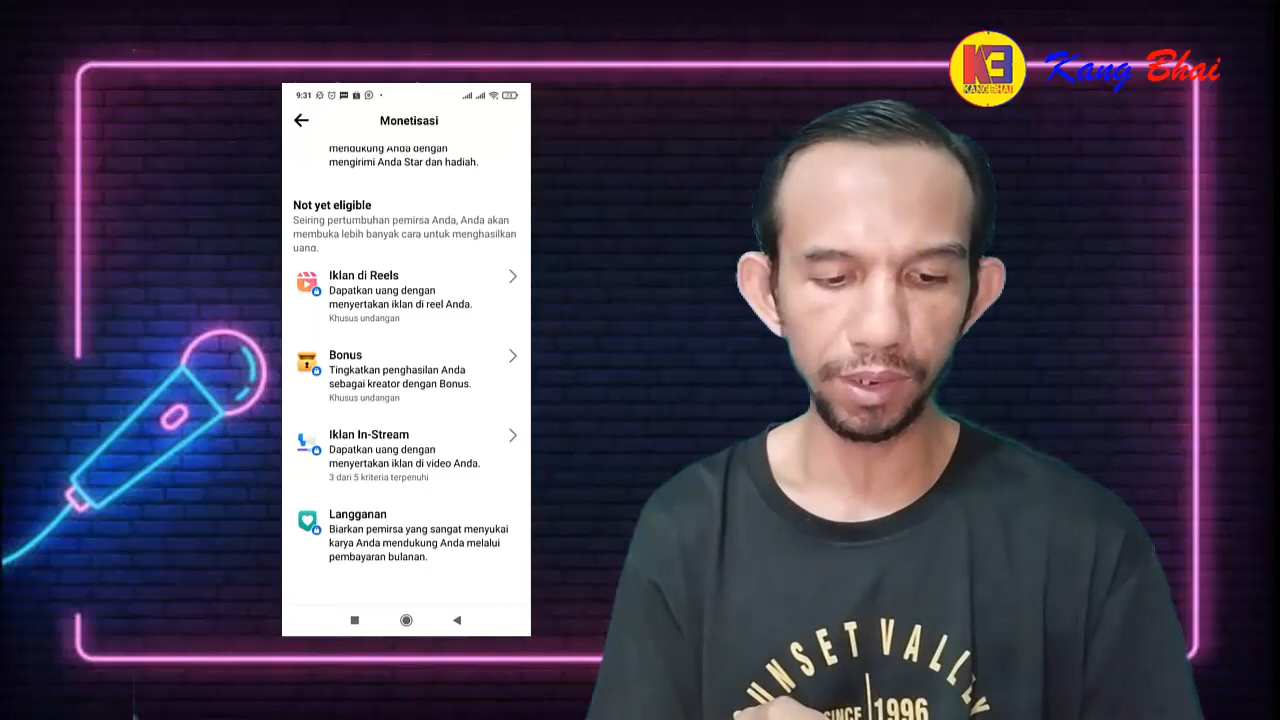 KB
KANG BHAI
Kang Bhai
9:31
73
Monetisasi
mendukung Anda dengan
mengirimi Anda Star dan hadiah.
Not yet eligible
Seiring pertumbuhan pemirsa Anda, Anda akan
membuka lebih banyak cara untuk menghasilkan
uang.
Iklan di Reels
Dapatkan uang dengan
menyertakan iklan di reel Anda.
Khusus undangan
Bonus
Tingkatkan penghasilan Anda
sebagai kreator dengan Bonus.
Khusus undangan
Iklan In-Stream
Dapatkan uang dengan
menyertakan iklan di video Anda.
3 dari 5 kriteria terpenuhi
Langganan
Biarkan pemirsa yang sangat menyukai
karya Anda mendukung Anda melalui
pembayaran bulanan.
SUNSET VALLEY
SINCE 1996